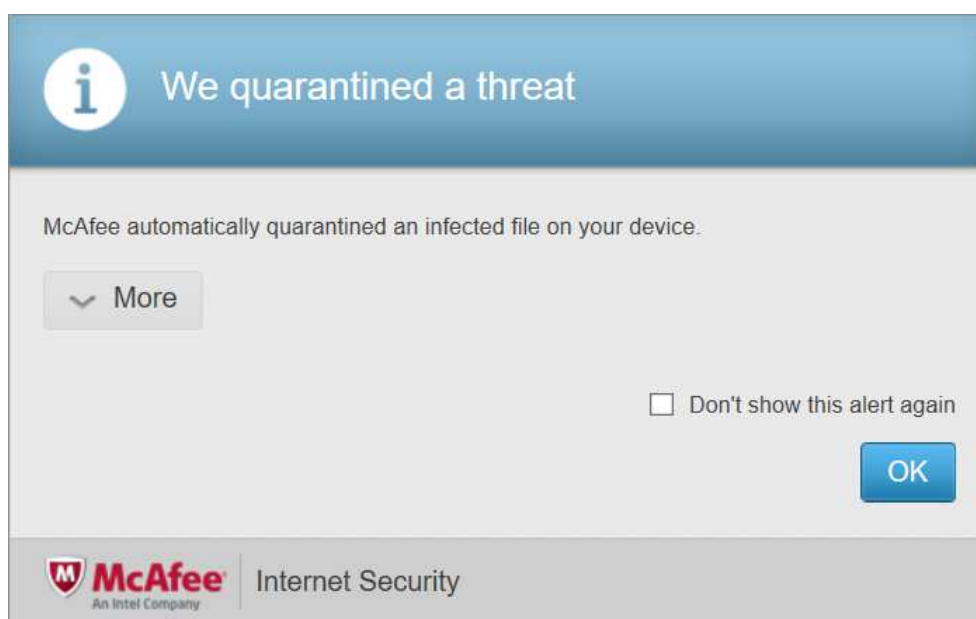 We quarantined a threat
McAfee automatically quarantined an infected file on your device.
More
Don't show this alert again
OK
McAfee
An Intel Company
Internet Security